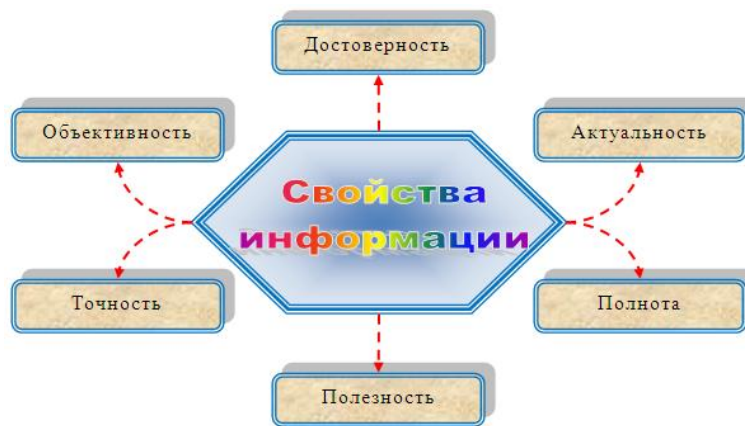 Достоверность
Объективность
Актуальность
Свойства
информации
Точность
Полнота
Полезность